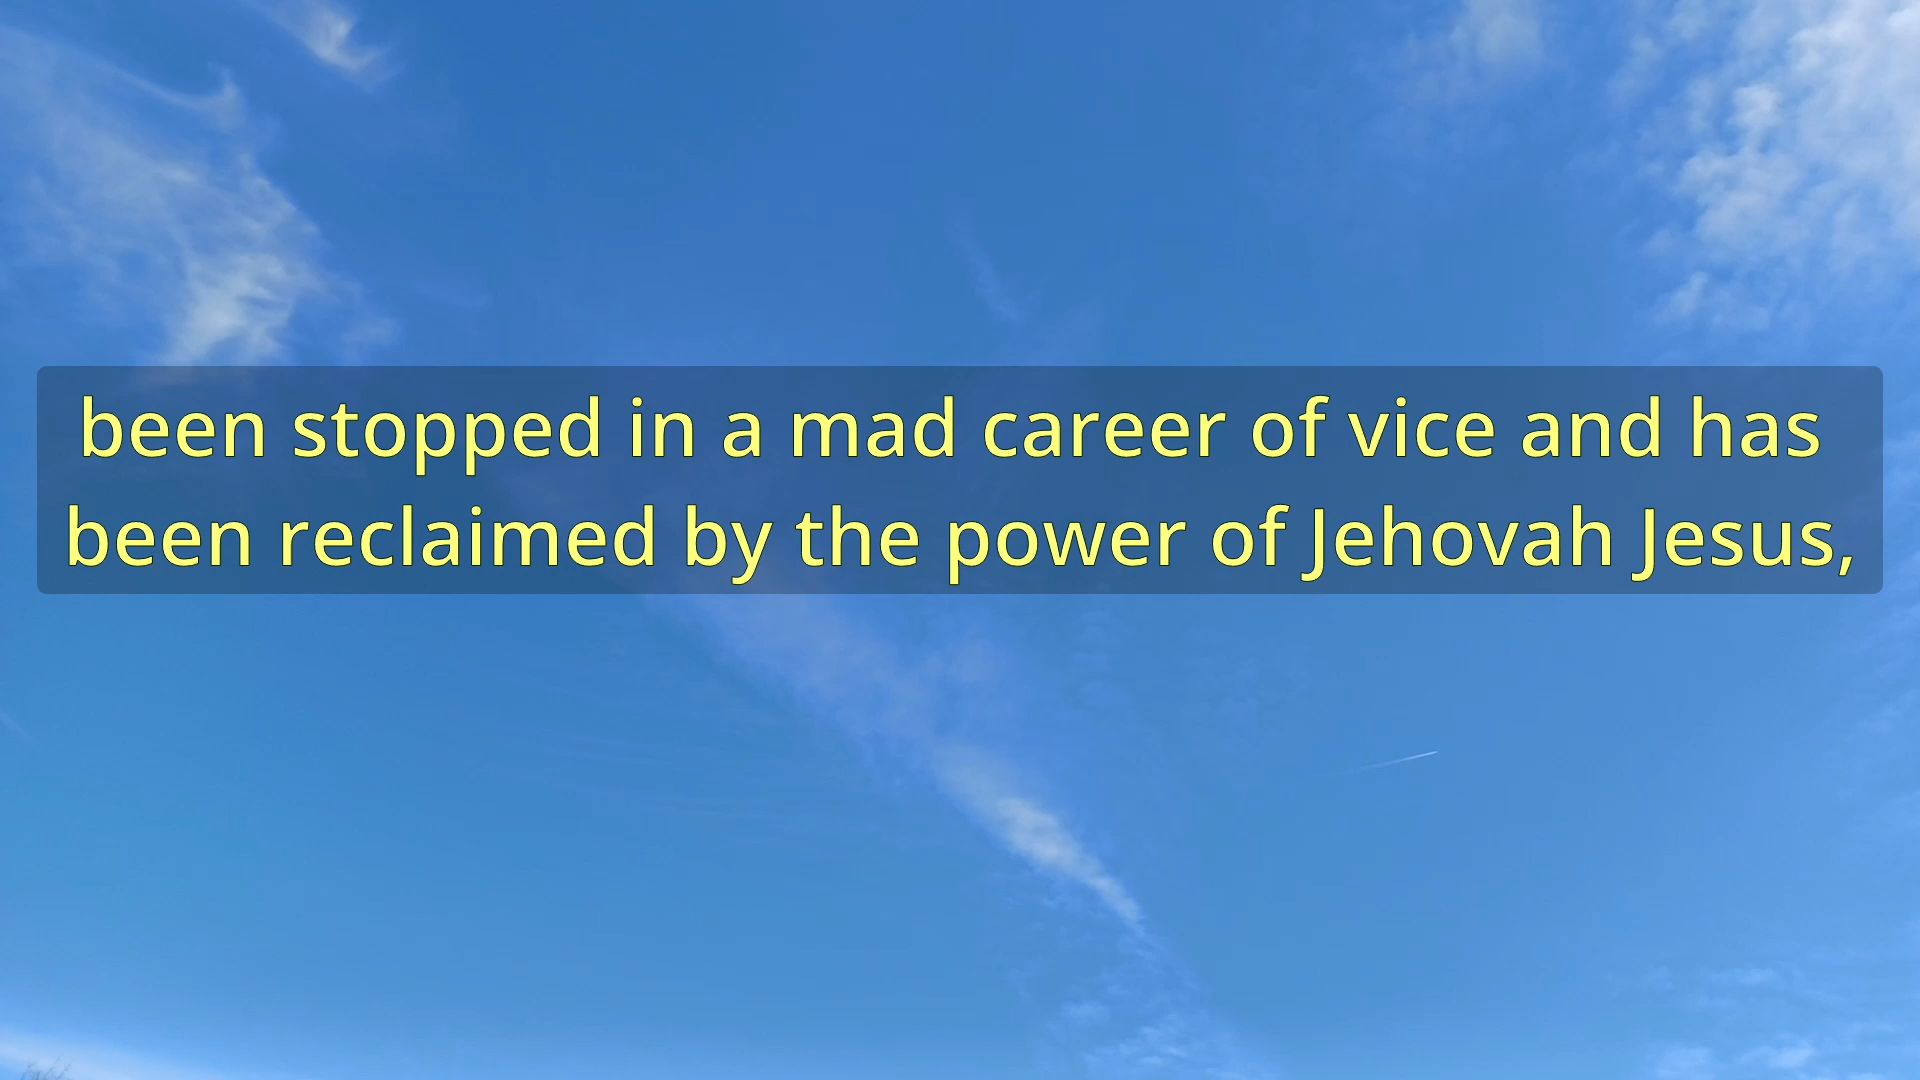 been stopped in a mad career of vice and has
been reclaimed by the power of Jehovah Jesus,